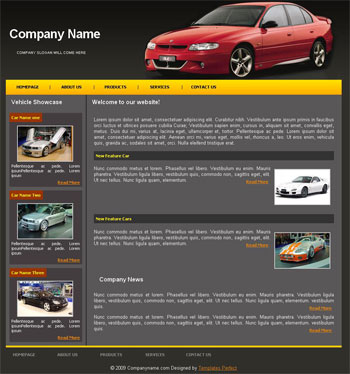 Company Name
COMPANY SLOGAN WILL COME HERE
HOMEPAGE | ABOUT US | PRODUCTS | SERVICES | CONTACT US
Vehicle Showcase
Car Name one
Pellentesque ac pede. Lorem ipsumPellentesque ac pede. Lorem ipsum
Read More
Car Name Two
Pellentesque ac pede. Lorem ipsumPellentesque ac pede. Lorem ipsum
Read More
Car Name Three
Pellentesque ac pede. Lorem ipsumPellentesque ac pede. Lorem ipsum
Read More
Welcome to our website!
Lorem ipsum dolor sit amet, consectetuer adipiscing elit. Curabitur nibh. Vestibulum ante ipsum primis in faucibus
orci luctus et ultrices posuere cubilia Curae; Vestibulum sapien enim, cursus in, aliquam sit amet, convallis eget,
metus. Duis dui mi, varius at, lacinia eget, ullamcorper et, tortor. Pellentesque ac pede. Lorem ipsum dolor sit
amet, consectetuer adipiscing elit. Aenean orci mi, varius eget, mollis vel, rhoncus a, leo. Ut eros enim, vehicula
quis, gravida ac, sodales sit amet, orci. Nulla eleifend tristique erat
New Feature Car
Nunc commodo metus et lorem. Phasellus vel libero. Vestibulum eu enim. Mauris
pharetra. Vestibulum ligula libero, vestibulum quis, commodo non, sagittis eget, elit.
Ut nec tellus. Nunc ligula quam, elementum.
Read More
New Feature Cars
Nunc commodo metus et lorem. Phasellus vel libero. Vestibulum eu enim. Mauris
pharetra. Vestibulum ligula libero, vestibulum quis, commodo non, sagittis eget, elit.
Ut nec tellus. Nunc ligula quam, elementum.
Read More
Company News
Nunc commodo metus et lorem. Phasellus vel libero. Vestibulum eu enim. Mauris pharetra. Vestibulum ligula
libero, vestibulum quis, commodo non, sagittis eget, elit. Ut nec tellus. Nunc ligula quam, elementum. vestibulum
quis
Read More
Nunc commodo metus et lorem. Phasellus vel libero. Vestibulum eu enim. Mauris pharetra. Vestibulum ligula
libero, vestibulum quis, commodo non, sagittis eget, elit. Ut nec tellus. Nunc ligula quam, elementum. vestibulum
quis
Read More
HOMEPAGE ABOUT US PRODUCTS SERVICES CONTACT US
© 2009 Companyname.com Designed by Templates Perfect